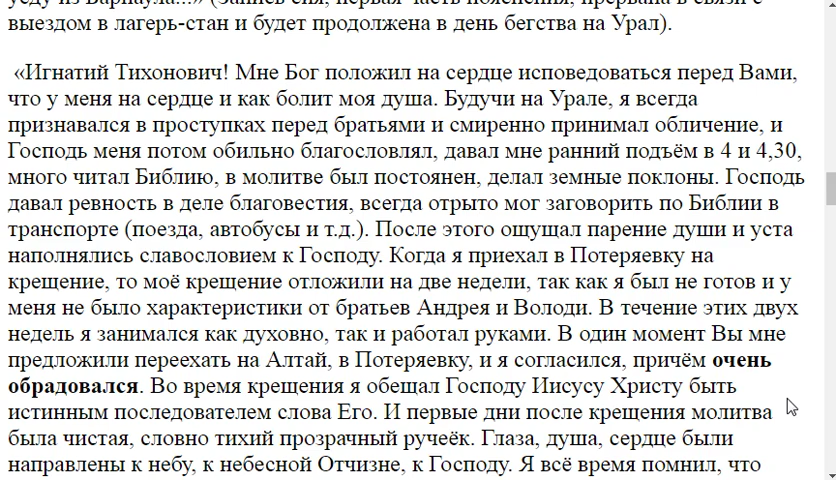 уеду из Барнаула...» (Запись сия, первая часть пояснения, прервана в связи с
выездом в лагерь-стан и будет продолжена в день бегства на Урал).
«Игнатий Тихонович! Мне Бог положил на сердце исповедоваться перед Вами,
что у меня на сердце и как болит моя душа. Будучи на Урале, я всегда
признавался в проступках перед братьями и смиренно принимал обличение, и
Господь меня потом обильно благословлял, давал мне ранний подъём в 4 и 4,30,
много читал Библию, в молитве был постоянен, делал земные поклоны. Господь
давал ревность в деле благовестия, всегда отрыто мог заговорить по Библии в
транспорте (поезда, автобусы и т.д.). После этого ощущал парение души и уста
наполнялись славословием к Господу. Когда я приехал в Потеряевку на
крещение, то моё крещение отложили на две недели, так как я был не готов и у
меня не было характеристики от братьев Андрея и Володи. В течение этих двух
недель я занимался как духовно, так и работал руками. В один момент Вы мне
предложили переехать на Алтай, в Потеряевку, и я согласился, причём очень
обрадовался. Во время крещения я обещал Господу Иисусу Христу быть
истинным последователем слова Его. И первые дни после крещения молитва
была чистая, словно тихий прозрачный ручеёк. Глаза, душа, сердце были
направлены к небу, к небесной Отчизне, к Господу. Я всё время помнил, что